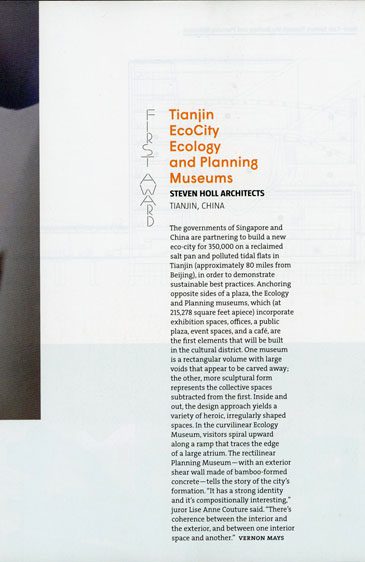 FIRST AWARD
Tianjin
EcoCity
Ecology
and Planning
Museums
STEVEN HOLL ARCHITECTS
TIANJIN, CHINA
The governments of Singapore and
China are partnering to build a new
eco-city for 350,000 on a reclaimed
salt pan and polluted tidal flats in
Tianjin (approximately 80 miles from
Beijing), in order to demonstrate
sustainable best practices. Anchoring
opposite sides of a plaza, the Ecology
and Planning museums, which (at
215,278 square feet apiece) incorporate
exhibition spaces, offices, a public
plaza, event spaces, and a café, are
the first elements that will be built
in the cultural district. One museum
is a rectangular volume with large
voids that appear to be carved away;
the other, more sculptural form
represents the collective spaces
subtracted from the first. Inside and
out, the design approach yields a
variety of heroic, irregularly shaped
spaces. In the curvilinear Ecology
Museum, visitors spiral upward
along a ramp that traces the edge
of a large atrium. The rectilinear
Planning Museum—with an exterior
shear wall made of bamboo-formed
concrete—tells the story of the city's
formation. "It has a strong identity
and it's compositionally interesting,"
juror Lise Anne Couture said. "There's
coherence between the interior and
the exterior, and between one interior
space and another." VERNON MAYS